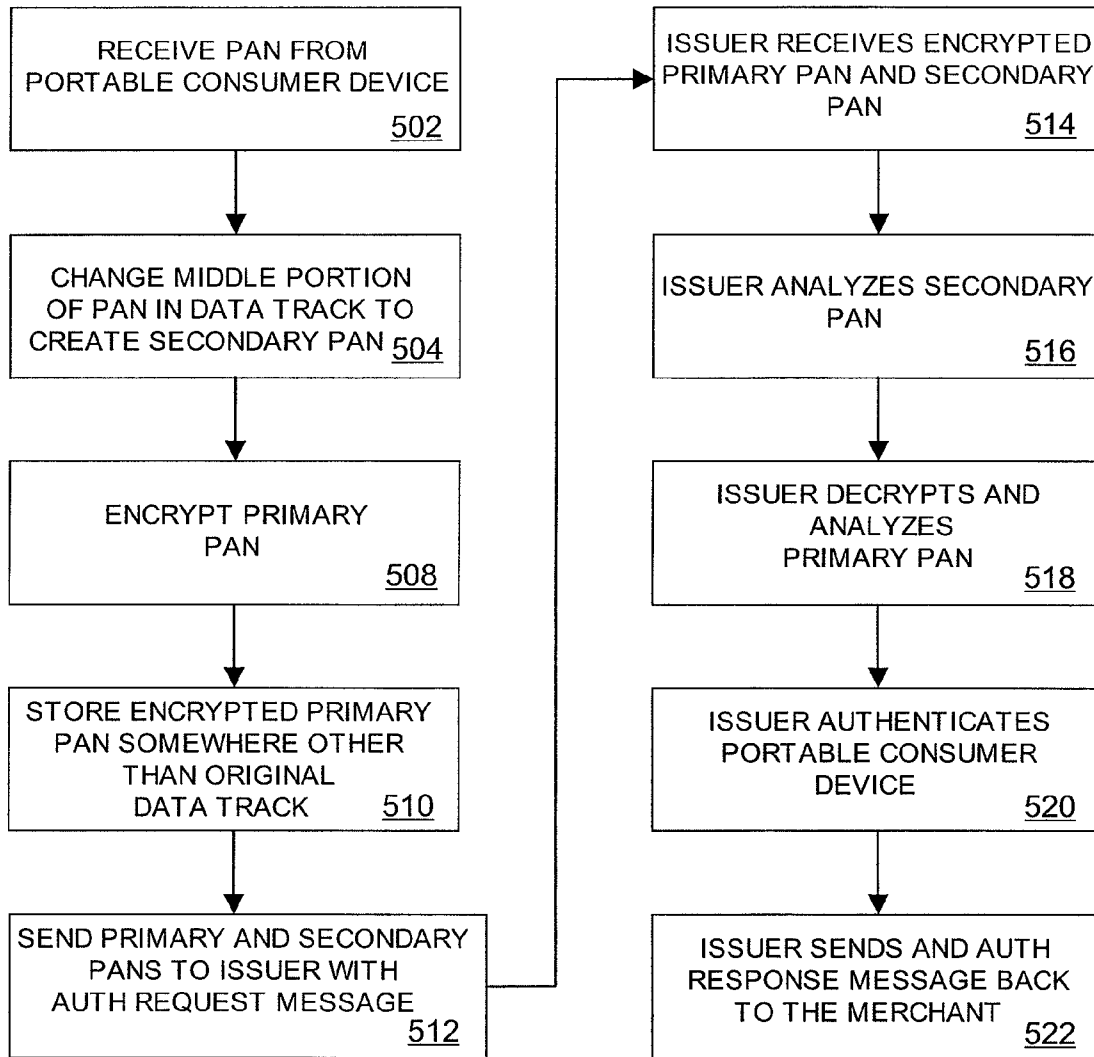 RECEIVE PAN FROM
PORTABLE CONSUMER DEVICE
502
CHANGE MIDDLE PORTION
OF PAN IN DATA TRACK TO
CREATE SECONDARY PAN 504
ENCRYPT PRIMARY
PAN
508
STORE ENCRYPTED PRIMARY
PAN SOMEWHERE OTHER
THAN ORIGINAL
DATA TRACK 510
SEND PRIMARY AND SECONDARY
PANS TO ISSUER WITH
AUTH REQUEST MESSAGE 512
ISSUER RECEIVES ENCRYPTED
PRIMARY PAN AND SECONDARY
PAN 514
ISSUER ANALYZES SECONDARY
PAN 516
ISSUER DECRYPTS AND
ANALYZES
PRIMARY PAN 518
ISSUER AUTHENTICATES
PORTABLE CONSUMER
DEVICE 520
ISSUER SENDS AND AUTH
RESPONSE MESSAGE BACK
TO THE MERCHANT 522